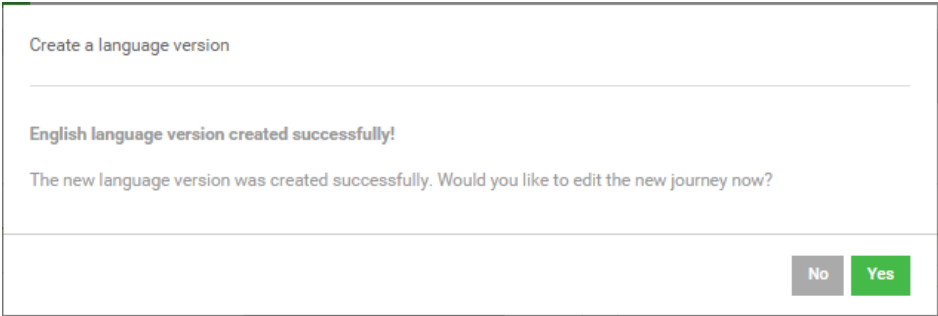 Create a language version
English language version created successfully!
The new language version was created successfully. Would you like to edit the new journey now?
No
Yes